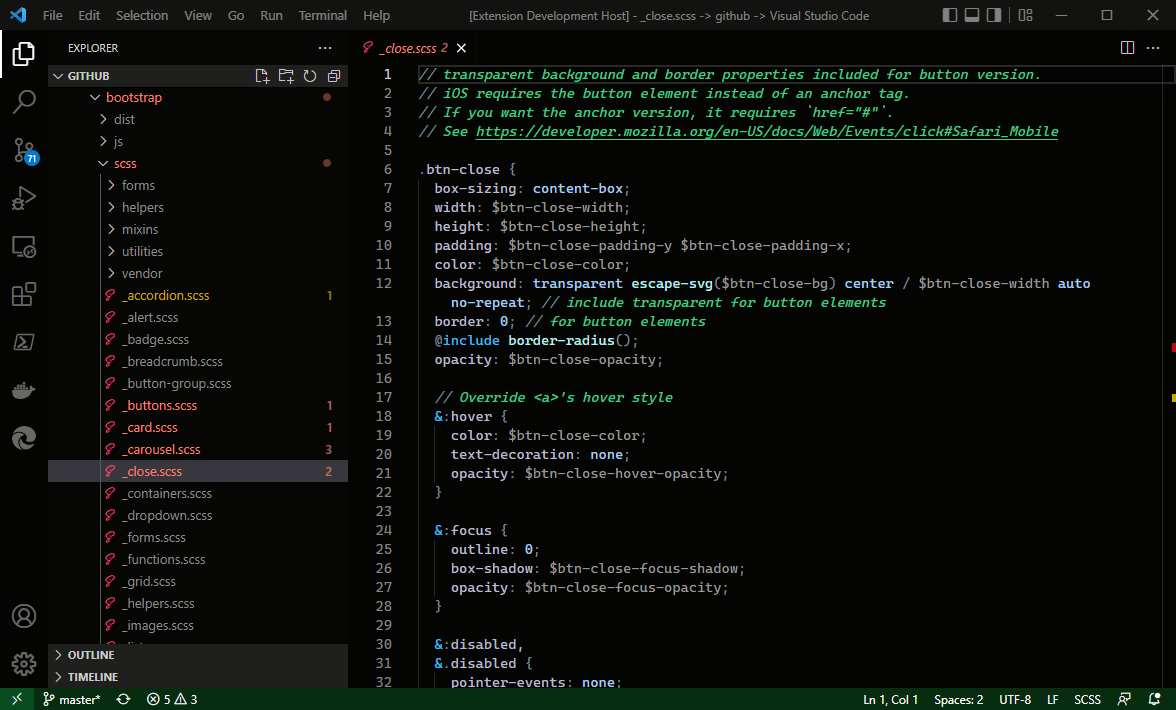 File Edit Selection View Go Run Terminal Help [Extension Development Host] - _close.scss -> github -> Visual Studio Code
EXPLORER
GITHUB
bootstrap
dist
js
scss
forms
helpers
mixins
utilities
vendor
_accordion.scss 1
_alert.scss
_badge.scss
_breadcrumb.scss
_button-group.scss
_buttons.scss 1
_card.scss 1
_carousel.scss 3
_close.scss 2
_containers.scss
_dropdown.scss
_forms.scss
_functions.scss
_grid.scss
_helpers.scss
_images.scss
OUTLINE
TIMELINE
71
_close.scss 2
1 // transparent background and border properties included for button version.
2 // iOS requires the button element instead of an anchor tag.
3 // If you want the anchor version, it requires `href="#"`.
4 // See https://developer.mozilla.org/en-US/docs/Web/Events/click#Safari_Mobile
5
6 .btn-close {
7 box-sizing: content-box;
8 width: $btn-close-width;
9 height: $btn-close-height;
10 padding: $btn-close-padding-y $btn-close-padding-x;
11 color: $btn-close-color;
12 background: transparent escape-svg($btn-close-bg) center / $btn-close-width auto
no-repeat; // include transparent for button elements
13 border: 0; // for button elements
14 @include border-radius();
15 opacity: $btn-close-opacity;
16
17 // Override <a>'s hover style
18 &:hover {
19 color: $btn-close-color;
20 text-decoration: none;
21 opacity: $btn-close-hover-opacity;
22 }
23
24 &:focus {
25 outline: 0;
26 box-shadow: $btn-close-focus-shadow;
27 opacity: $btn-close-focus-opacity;
28 }
29
30 &:disabled,
31 &.disabled {
32 pointer-events: none;
master* 5 3 Ln 1, Col 1 Spaces: 2 UTF-8 LF SCSS